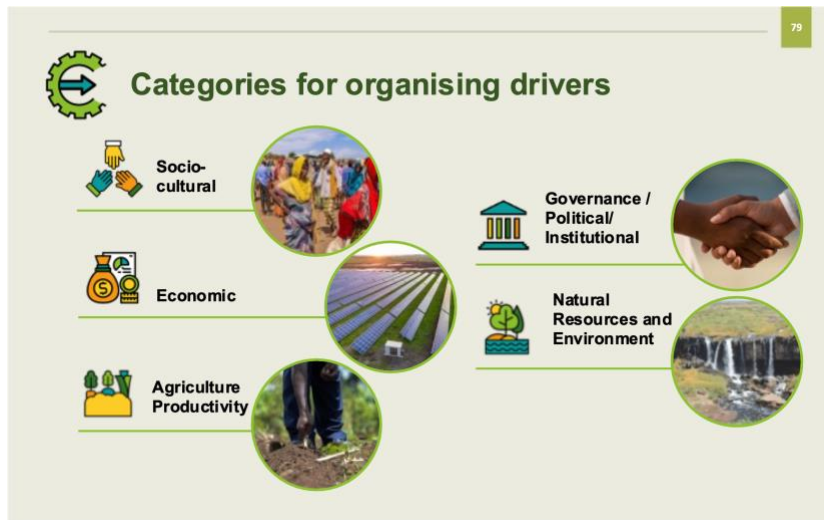 79
Categories for organising drivers
Socio-
cultural
Economic
Agriculture
Productivity
Governance /
Political/
Institutional
Natural
Resources and
Environment